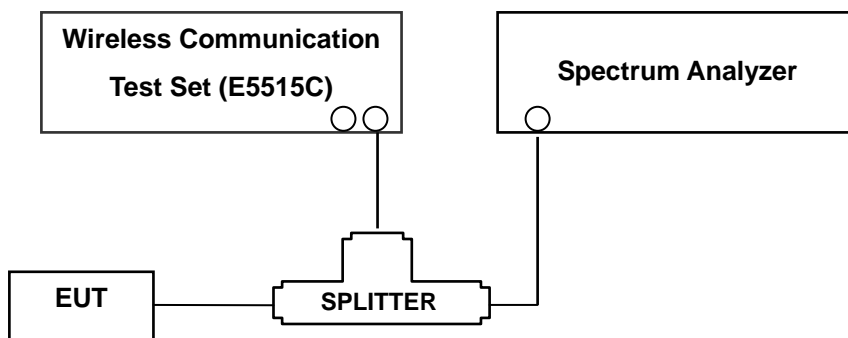 Wireless Communication
Test Set (E5515C)
Spectrum Analyzer
EUT
SPLITTER